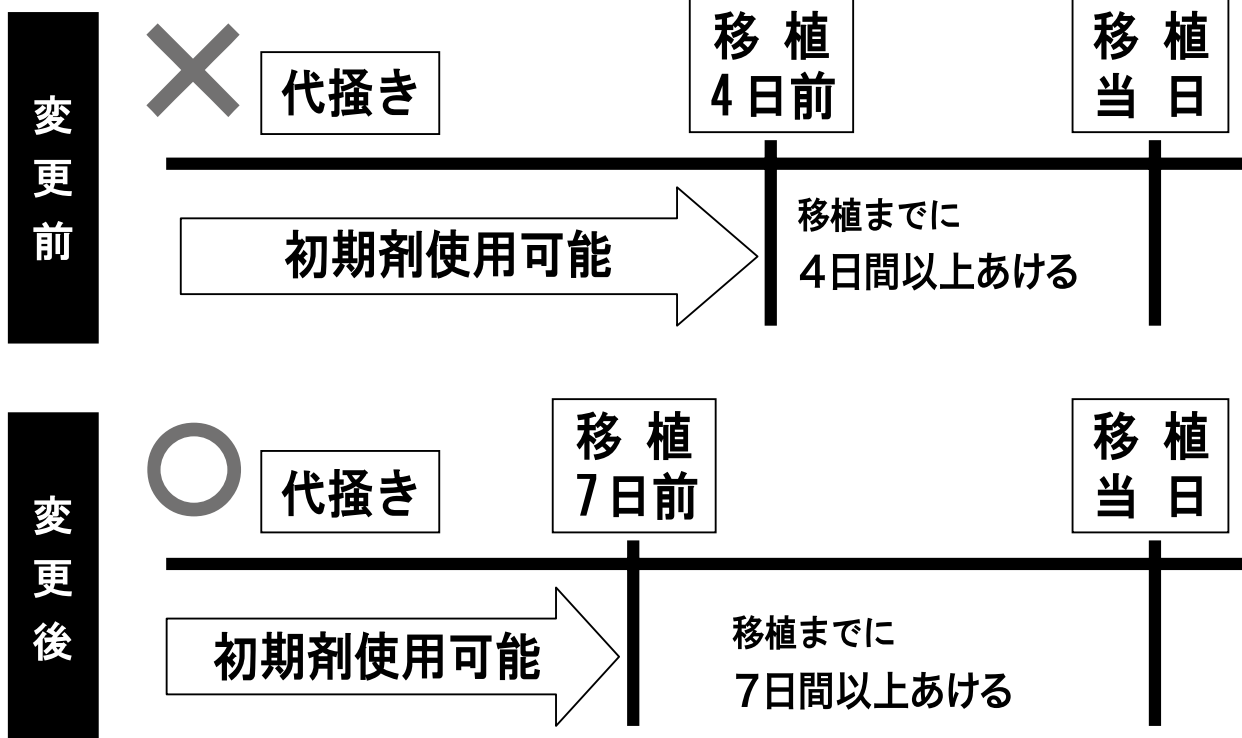 変更前
代掻き
移植
4日前
移植
当日
初期剤使用可能
移植までに
4日間以上あける
変更後
代掻き
移植
7日前
移植
当日
初期剤使用可能
移植までに
7日間以上あける